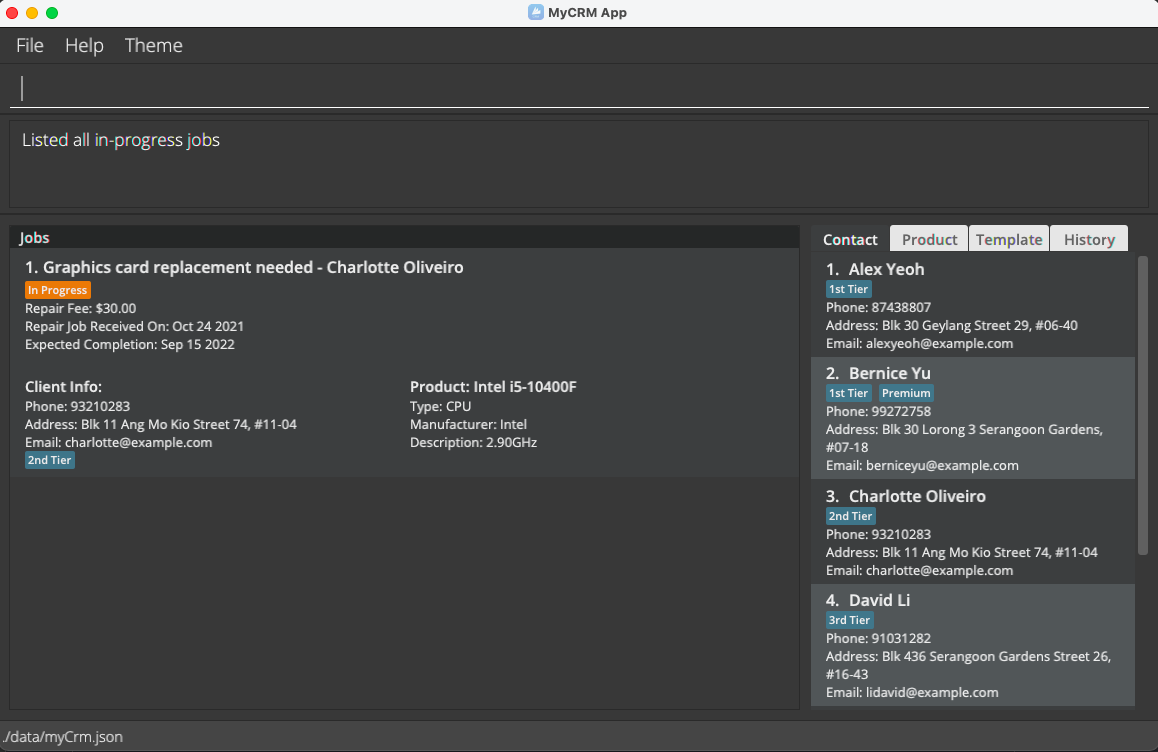 MyCRM App
File Help Theme
Listed all in-progress jobs
Jobs
1. Graphics card replacement needed - Charlotte Oliveiro
In Progress
Repair Fee: $30.00
Repair Job Received On: Oct 24 2021
Expected Completion: Sep 15 2022
Client Info:
Phone: 93210283
Address: Blk 11 Ang Mo Kio Street 74, #11-04
Email: charlotte@example.com
2nd Tier
Product: Intel i5-10400F
Type: CPU
Manufacturer: Intel
Description: 2.90GHz
Contact Product Template History
1. Alex Yeoh
1st Tier
Phone: 87438807
Address: Blk 30 Geylang Street 29, #06-40
Email: alexyeoh@example.com
2. Bernice Yu
1st Tier Premium
Phone: 99272758
Address: Blk 30 Lorong 3 Serangoon Gardens,
#07-18
Email: berniceyu@example.com
3. Charlotte Oliveiro
2nd Tier
Phone: 93210283
Address: Blk 11 Ang Mo Kio Street 74, #11-04
Email: charlotte@example.com
4. David Li
3rd Tier
Phone: 91031282
Address: Blk 436 Serangoon Gardens Street 26,
#16-43
Email: lidavid@example.com
./data/myCrm.json